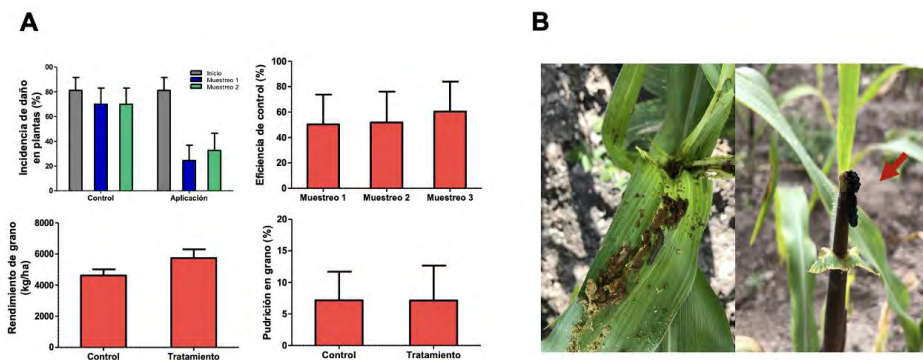 A
B
Incidencia de daño
en plantas
(%)
100
80
60
40
20
0
Inicio
Muestreo 1
Muestreo 2
Control
Aplicación
Eficiencia de control (%)
100
80
60
40
20
0
Muestreo 1
Muestreo 2
Muestreo 3
Rendimiento de grano
(kg/ha)
8000
6000
4000
2000
0
Control
Tratamiento
Pudrición en grano (%)
20
15
10
5
0
Control
Tratamiento